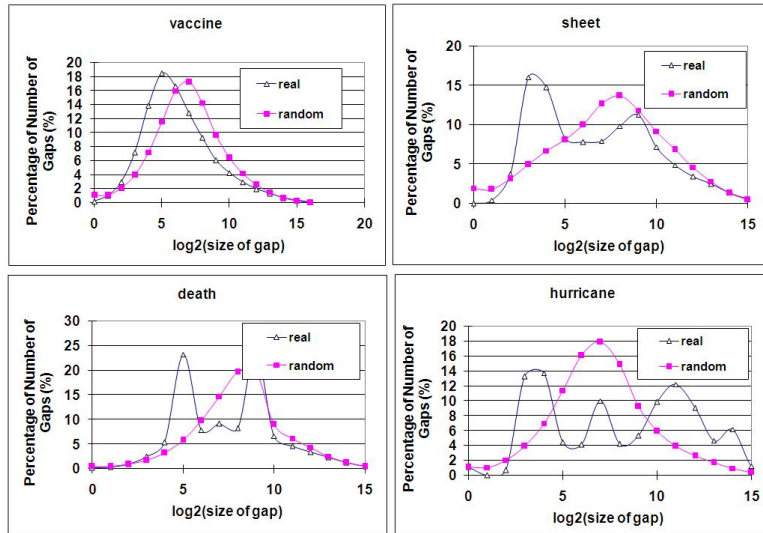 vaccine
Percentage of Number of
Gaps (%)
20
18
16
14
12
10
8
6
4
2
0
real
random
0 5 10 15 20
log2(size of gap)
sheet
Percentage of Number of
Gaps (%)
20
15
10
5
0
real
random
0 5 10 15
log2(size of gap)
death
Percentage of Number of
Gaps (%)
30
25
20
15
10
5
0
real
random
0 5 10 15
log2(size of gap)
hurricane
Percentage of Number of
Gaps (%)
20
18
16
14
12
10
8
6
4
2
0
real
random
0 5 10 15
log2(size of gap)